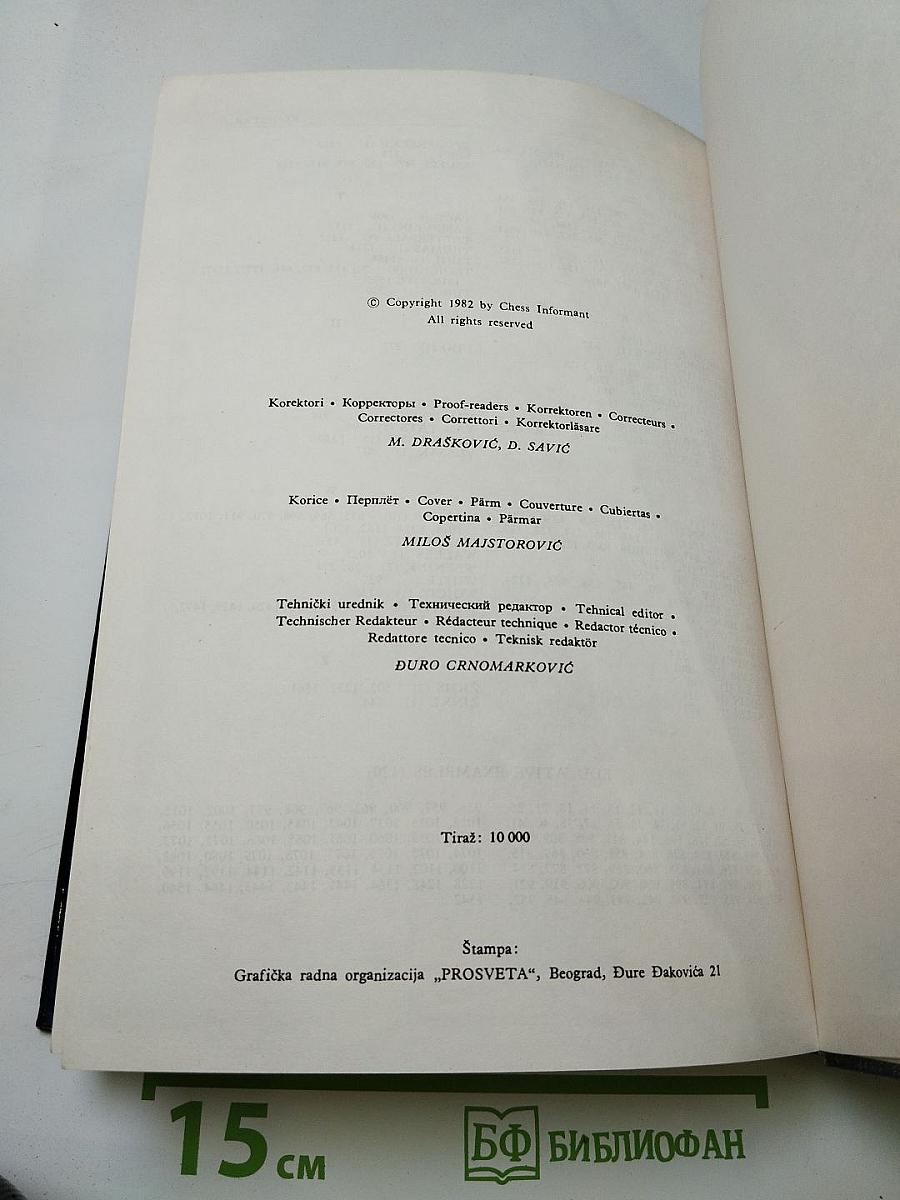 © Copyright 1982 by Chess Informant
All rights reserved
Korektori • Корректоры • Proof-readers • Korrektoren • Correcteurs •
Correctores • Correttori • Korrektorläsare
M. DRAŠKOVIĆ, D. SAVIĆ
Korice • Перплёт • Cover • Pärm • Couverture • Cubiertas •
Copertina • Pärmar
MILOŠ MAJSTOROVIĆ
Tehnički urednik • Технический редактор • Tehnical editor •
Technischer Redakteur • Rédacteur technique • Redactor técnico •
Redattore tecnico • Teknisk redaktör
ĐURO CRNOMARKOVIĆ
Tiraž: 10 000
Štampa:
Grafička radna organizacija „PROSVETA“, Beograd, Đure Đakovića 21
15 см
БФ БИБЛИОФАН